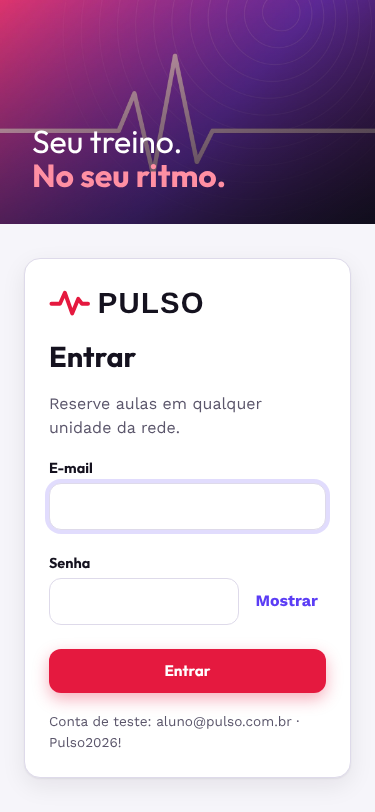 Seu treino.
No seu ritmo.
PULSO
Entrar
Reserve aulas em qualquer
unidade da rede.
E-mail
Senha
Mostrar
Entrar
Conta de teste: aluno@pulso.com.br ·
Pulso2026!